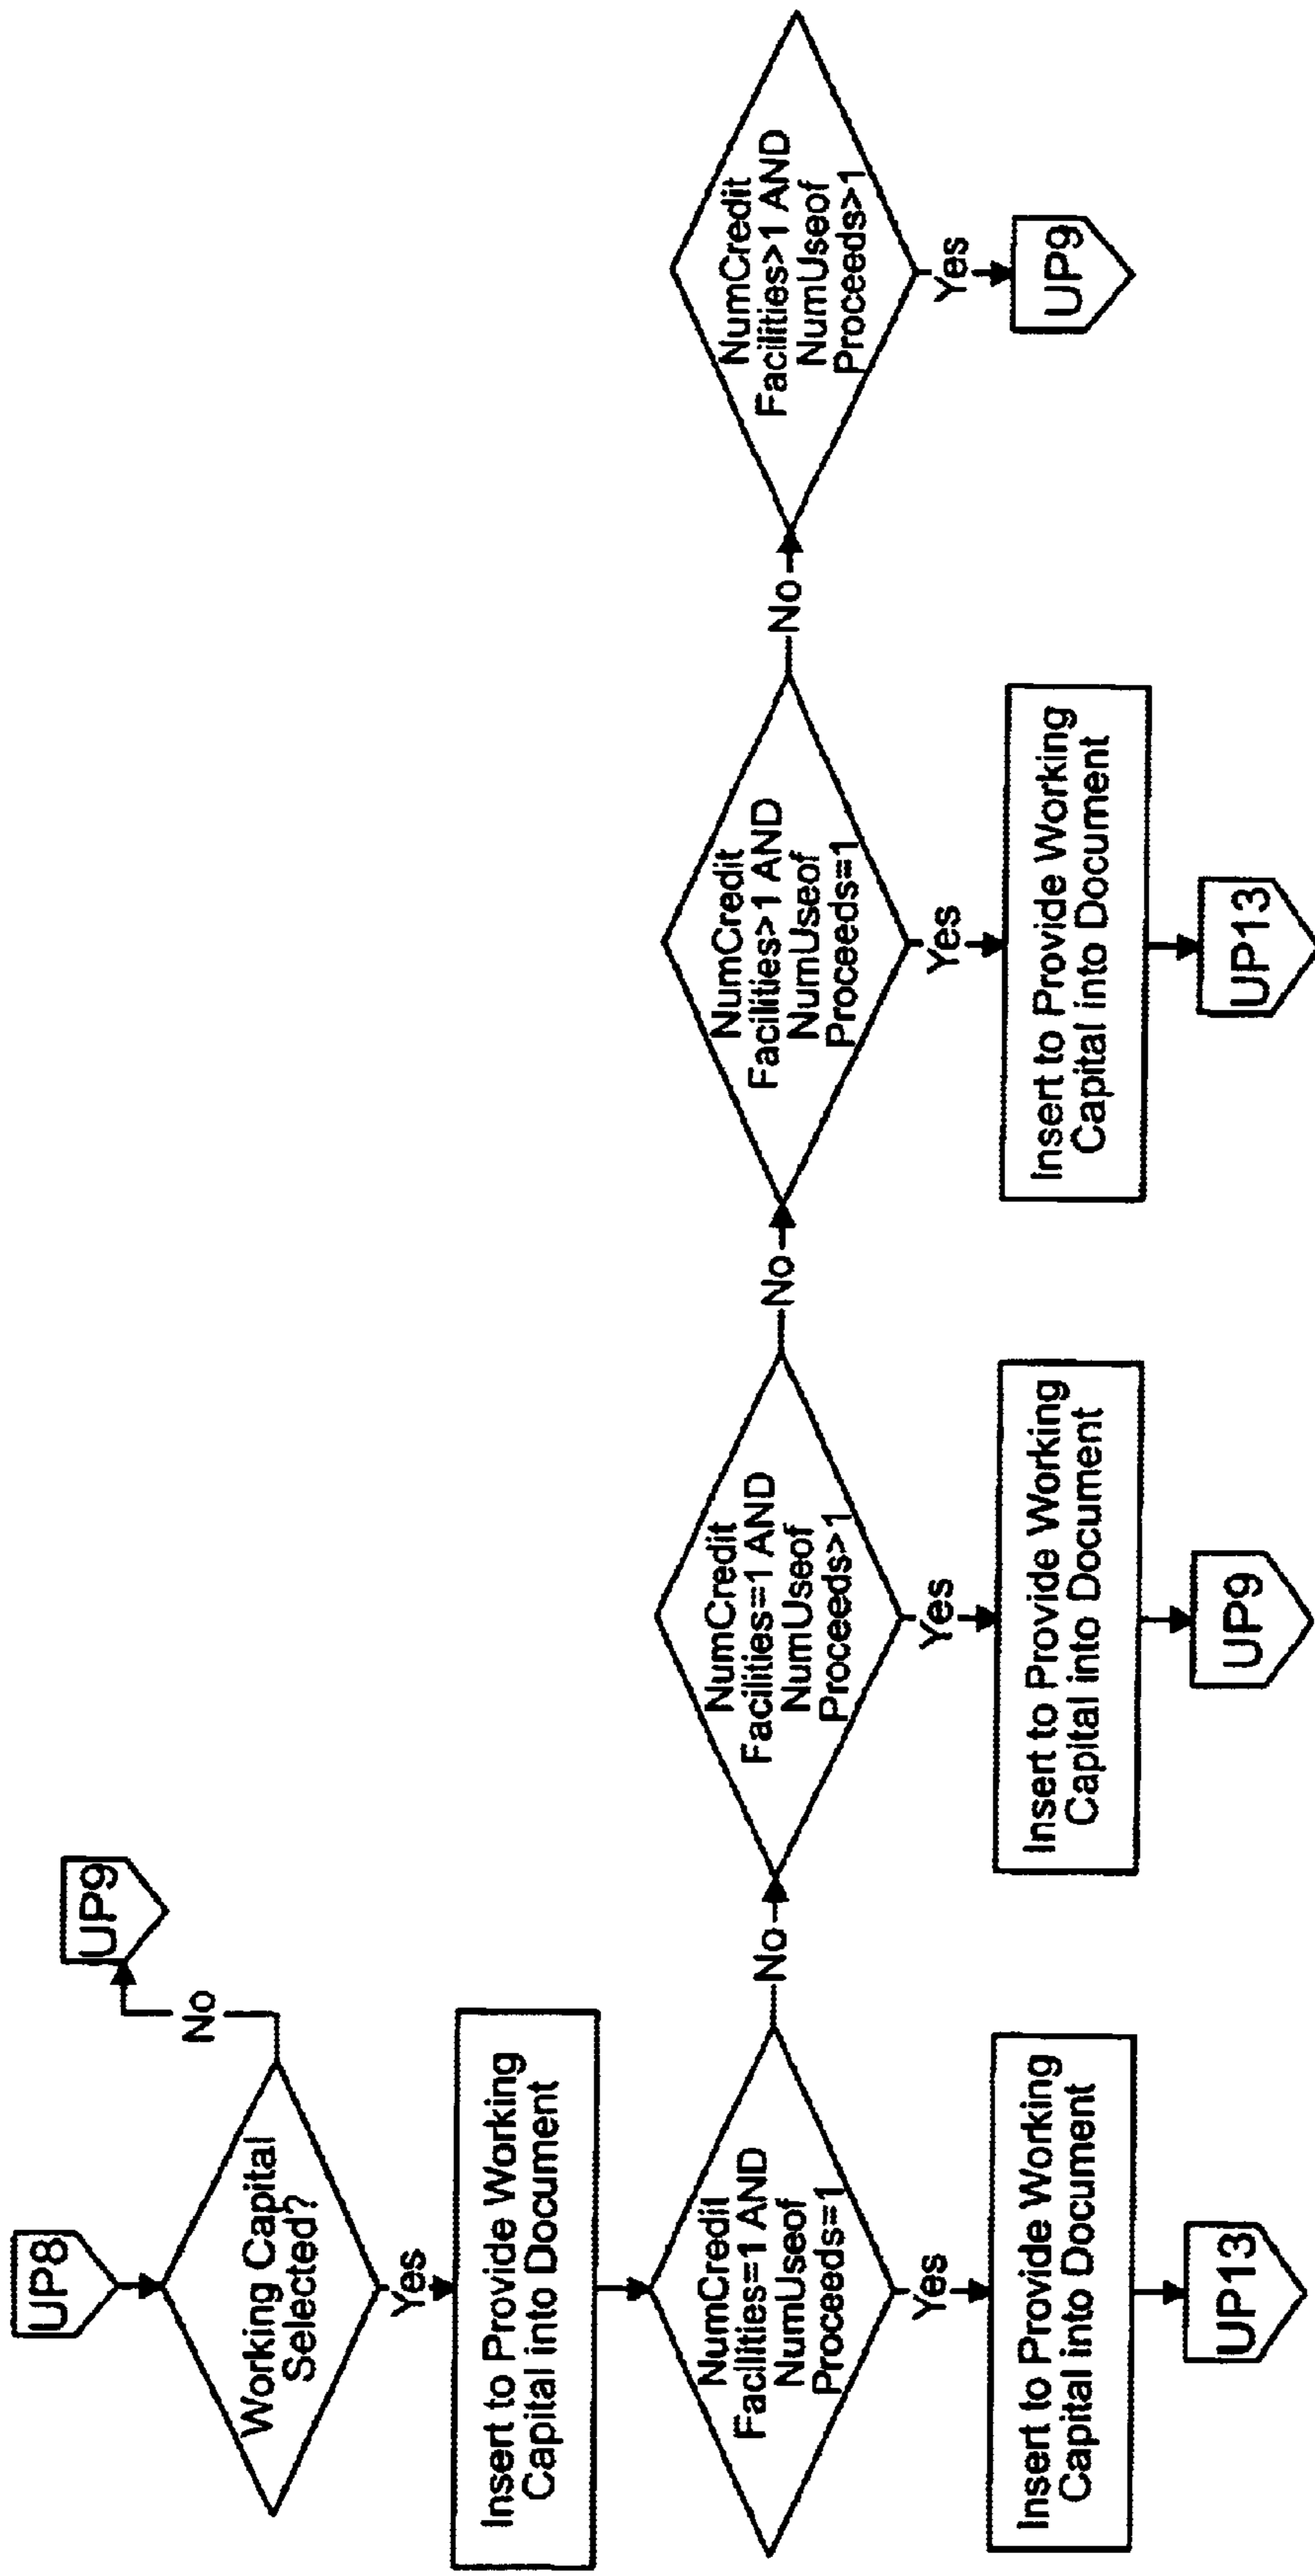 UP8
Working Capital
Selected?
No
UP9
Yes
Insert to Provide Working
Capital into Document
NumCredit
Facilities=1 AND
NumUseof
Proceeds=1
No
NumCredit
Facilities=1 AND
NumUseof
Proceeds>1
No
NumCredit
Facilities>1 AND
NumUseof
Proceeds=1
No
NumCredit
Facilities>1 AND
NumUseof
Proceeds>1
Yes
Insert to Provide Working
Capital into Document
UP13
Yes
Insert to Provide Working
Capital into Document
UP9
Yes
Insert to Provide Working
Capital into Document
UP13
Yes
UP9